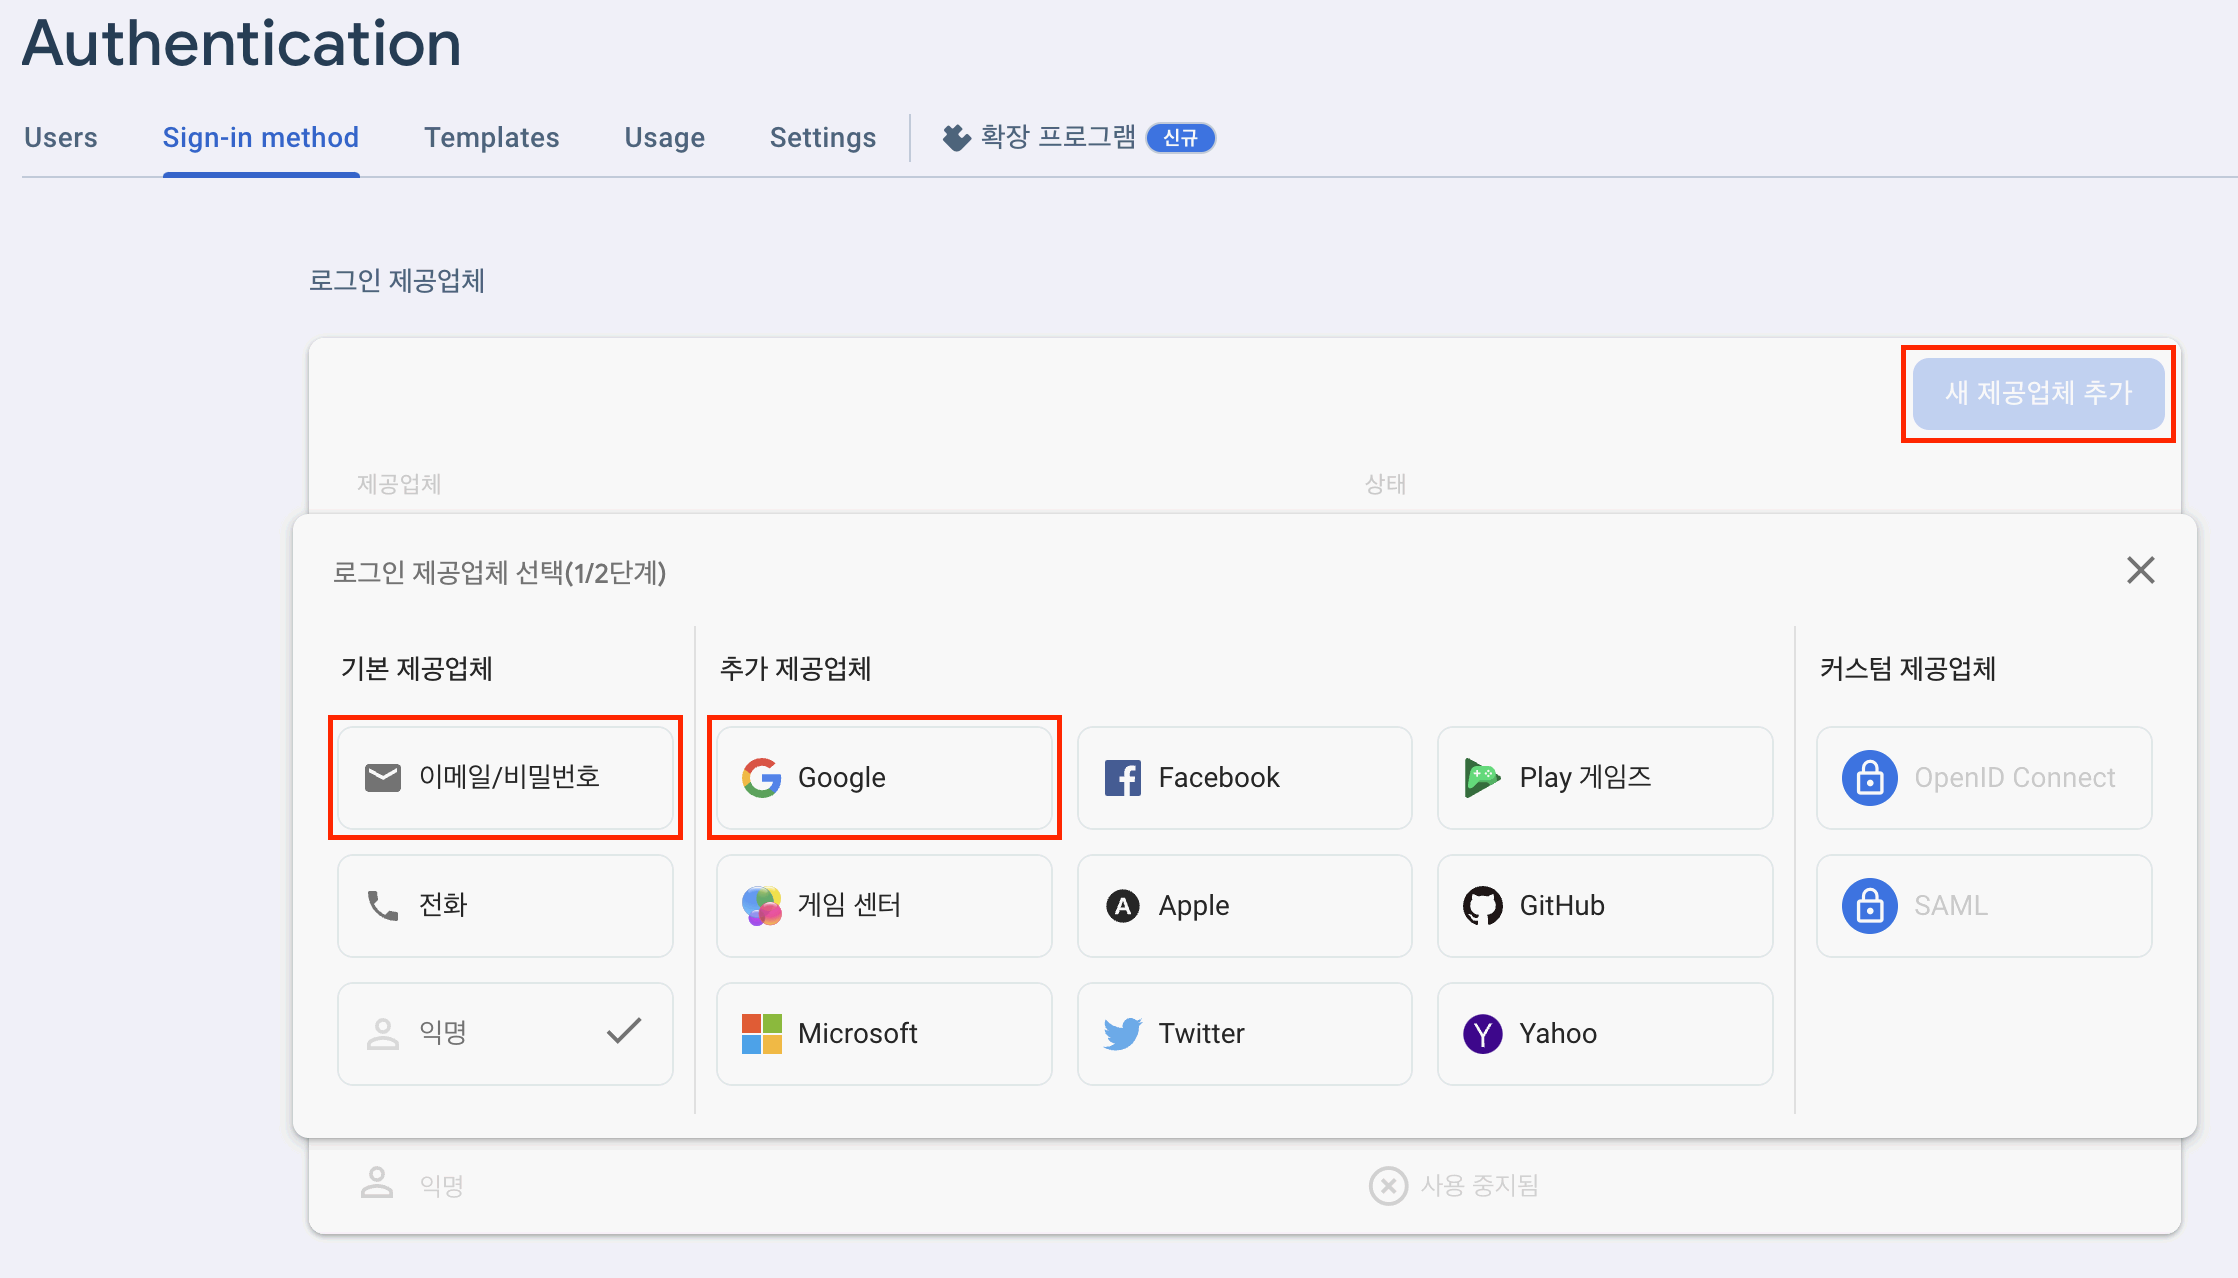 Authentication
Users Sign-in method Templates Usage Settings 확장 프로그램 신규
로그인 제공업체
새 제공업체 추가
제공업체 상태
로그인 제공업체 선택(1/2단계)
기본 제공업체 추가 제공업체 커스텀 제공업체
이메일/비밀번호 Google Facebook Play 게임즈 OpenID Connect
전화 게임 센터 Apple GitHub SAML
익명 Microsoft Twitter Yahoo
익명 사용 중지됨